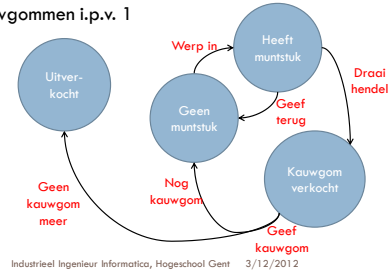 vgommen i.p.v. 1
Werp in
Heeft
muntstuk
Uitver-
kocht
Draai
hendel
Geen
muntstuk
Geef
terug
Kauwgom
verkocht
Geen
kauwgom
meer
Nog
kauwgom
Geef
kauwgom
Industrieel Ingenieur Informatica, Hogeschool Gent 3/12/2012